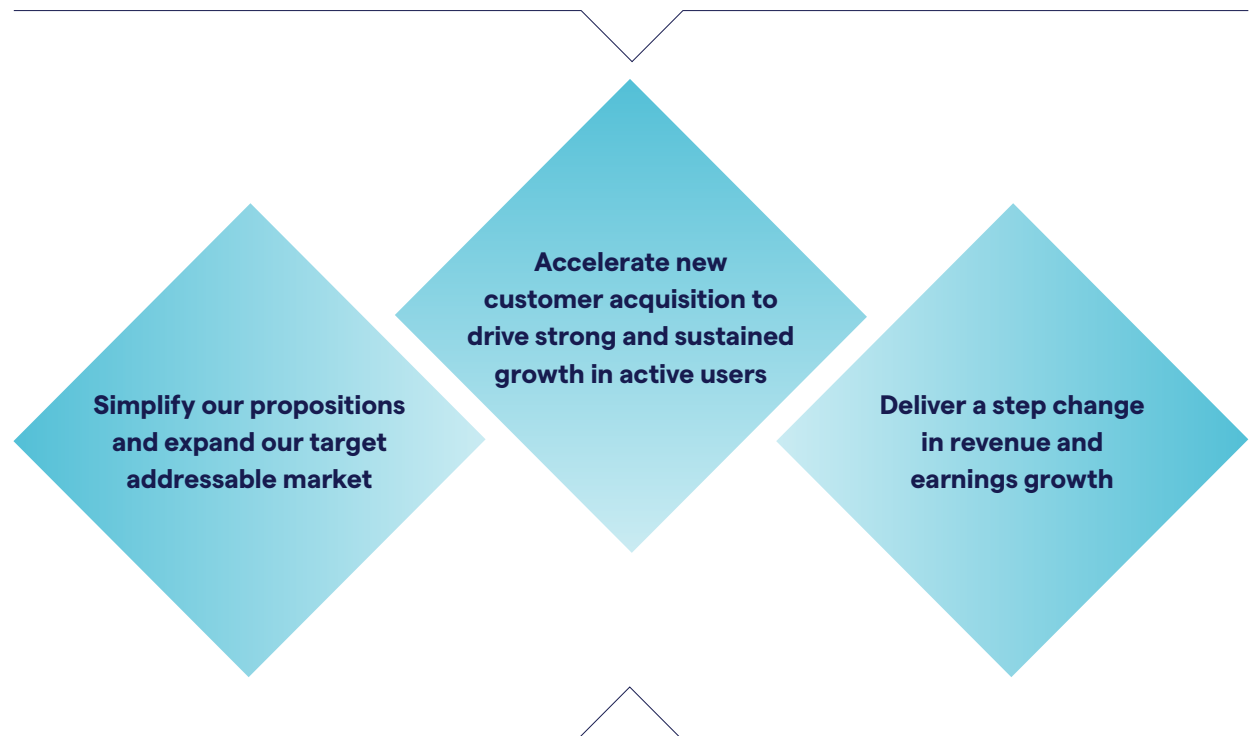 Simplify our propositions
and expand our target
addressable market
Accelerate new
customer acquisition to
drive strong and sustained
growth in active users
Deliver a step change
in revenue and
earnings growth